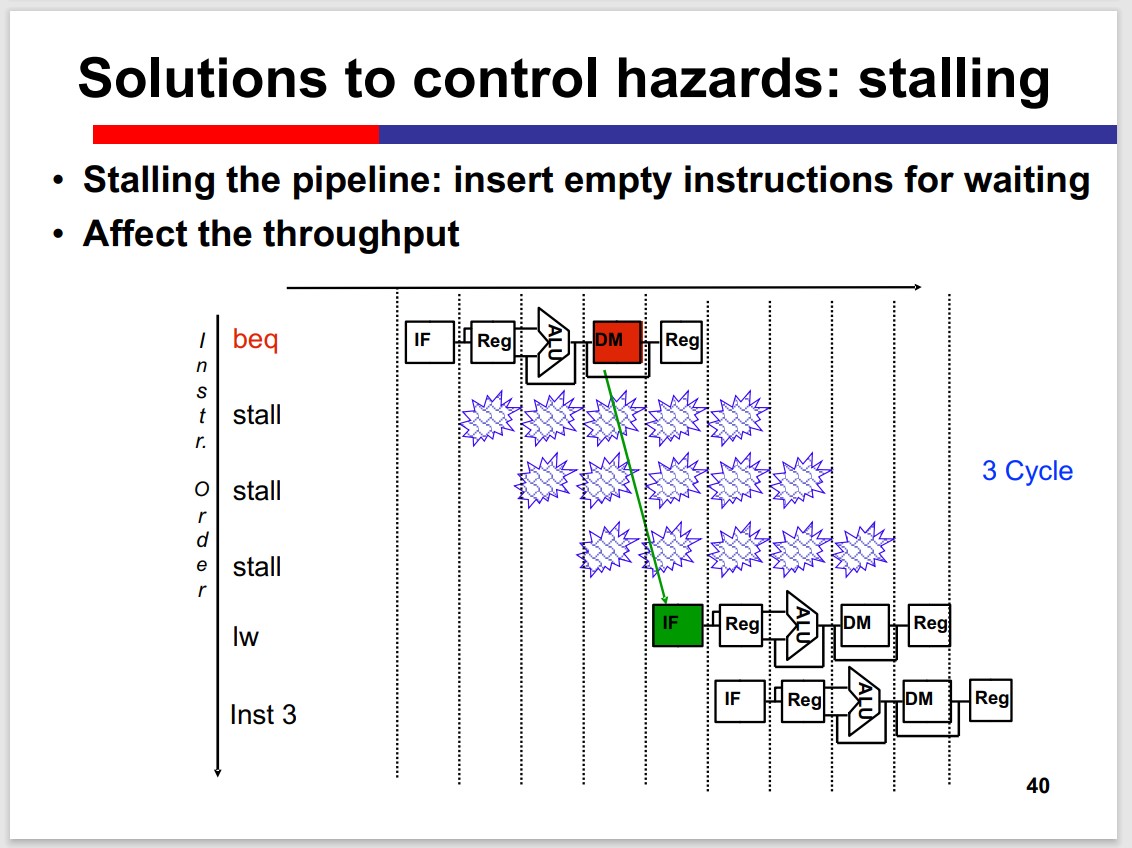 Solutions to control hazards: stalling
• Stalling the pipeline: insert empty instructions for waiting
• Affect the throughput
Instr. Order
beq
IF
Reg
ALU
DM
Reg
stall
stall
3 Cycle
stall
lw
IF
Reg
ALU
DM
Reg
Inst 3
IF
Reg
ALU
DM
Reg
40